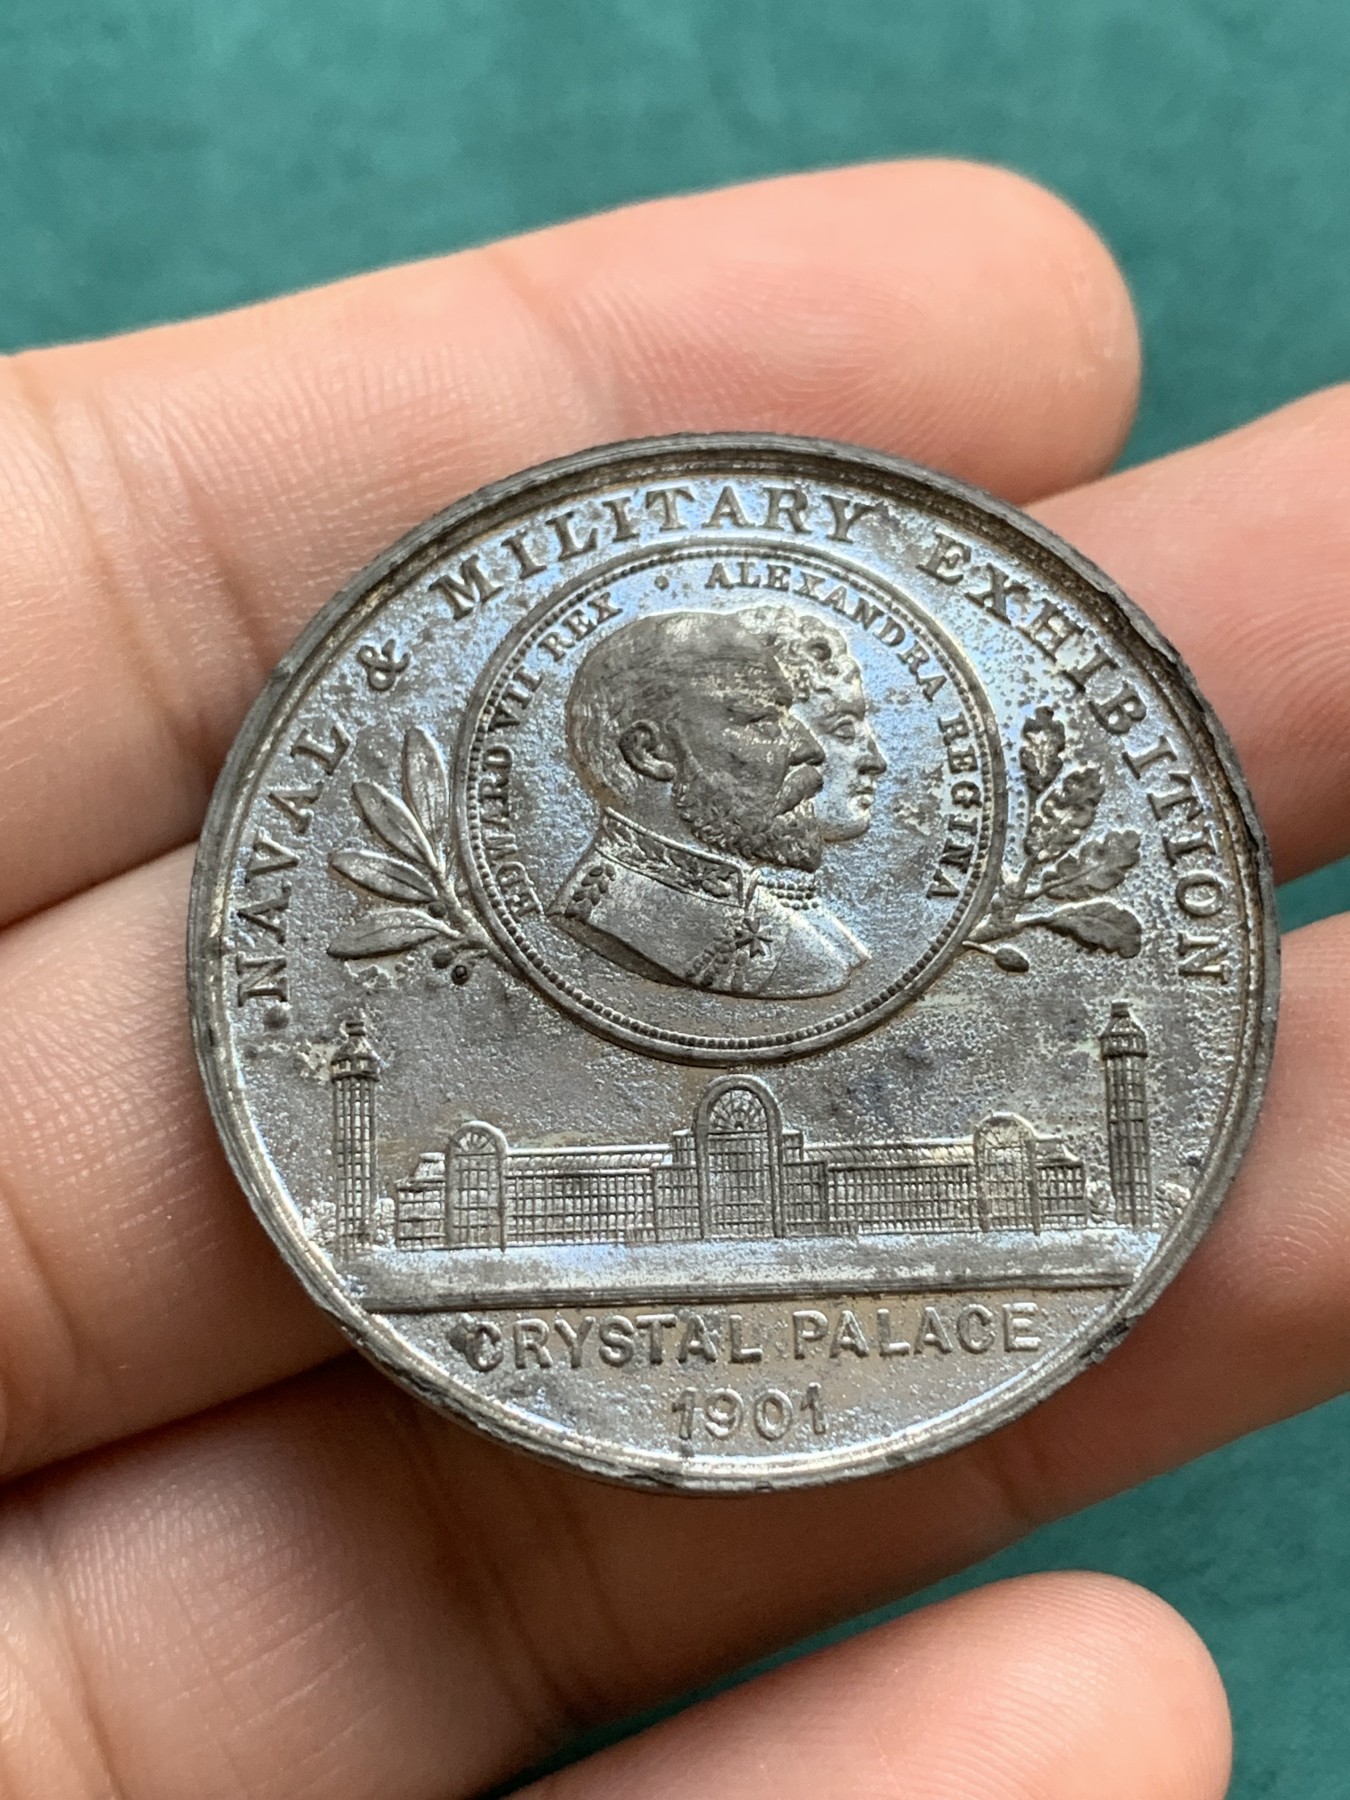 NAVAL & MILITARY EXHIBITION
EDWARD VII REX · ALEXANDRA REGINA
CRYSTAL PALACE
1901